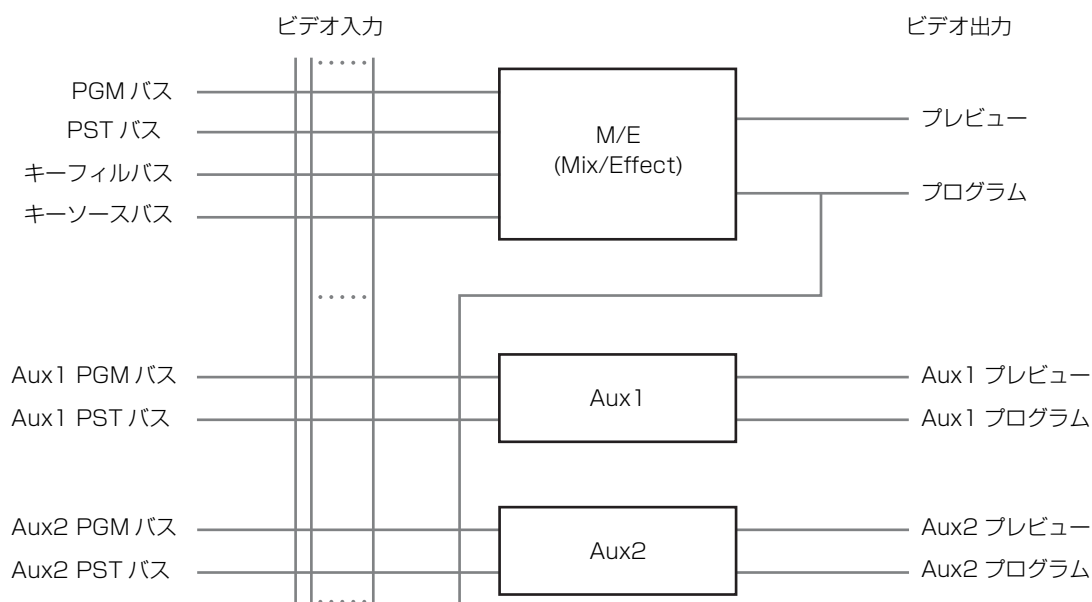 ビデオ入力
ビデオ出力
PGM バス
PST バス
キーフィルバス
キーソースバス
M/E
(Mix/Effect)
プレビュー
プログラム
Aux1 PGM バス
Aux1 PST バス
Aux1
Aux1 プレビュー
Aux1 プログラム
Aux2 PGM バス
Aux2 PST バス
Aux2
Aux2 プレビュー
Aux2 プログラム